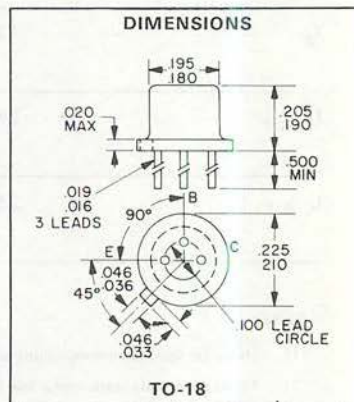 DIMENSIONS
.195
.180
.020
MAX
.205
190
.500
MIN
.019
.016
3 LEADS
90°
B
E
C
.225
210
.046
.036
45°
.046
.033
.100 LEAD
CIRCLE
TO-18